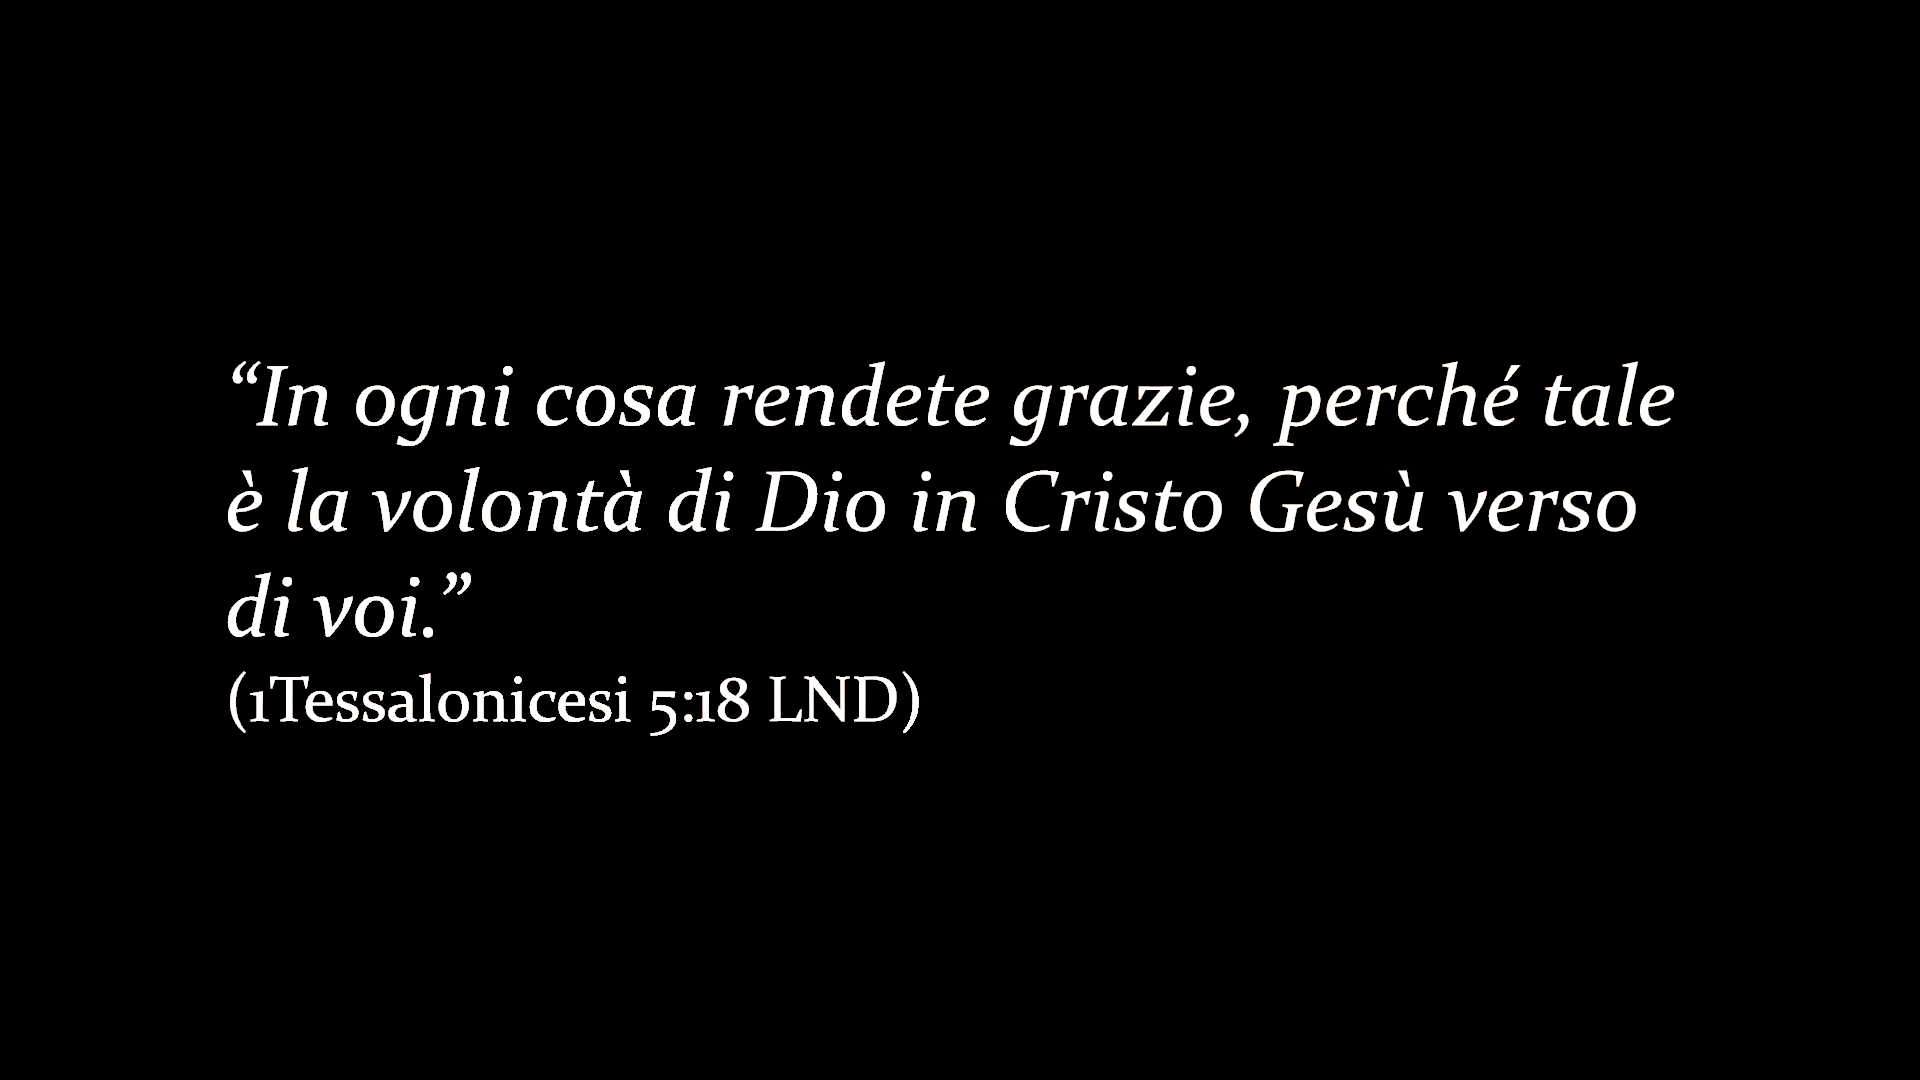 “In ogni cosa rendete grazie, perché tale
è la volontà di Dio in Cristo Gesù verso
di voi.”
(1Tessalonicesi 5:18 LND)